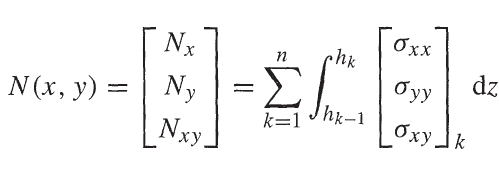 N(x, y) = [N_x N_y N_xy] = ∑_{k=1}^{n} ∫_{h_{k−1}}^{h_k} [σ_xx σ_yy σ_xy]_k dz